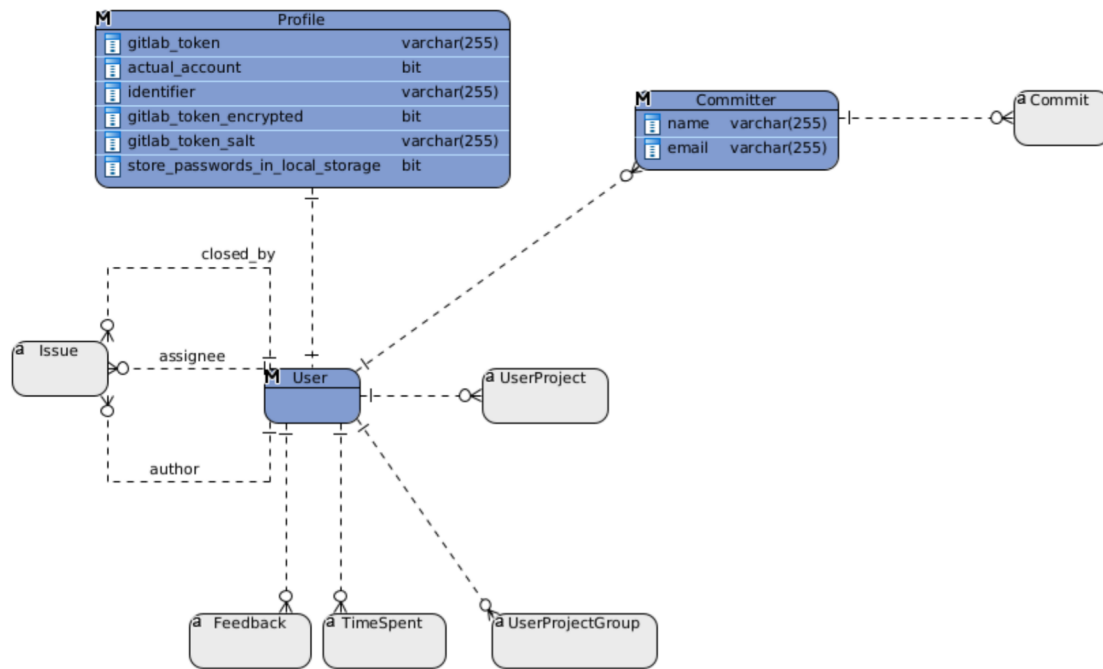 M Profile
gitlab_token varchar(255)
actual_account bit
identifier varchar(255)
gitlab_token_encrypted bit
gitlab_token_salt varchar(255)
store_passwords_in_local_storage bit
M Committer
name varchar(255)
email varchar(255)
a Commit
closed_by
a Issue
assignee
M User
a UserProject
author
a Feedback
a TimeSpent
a UserProjectGroup